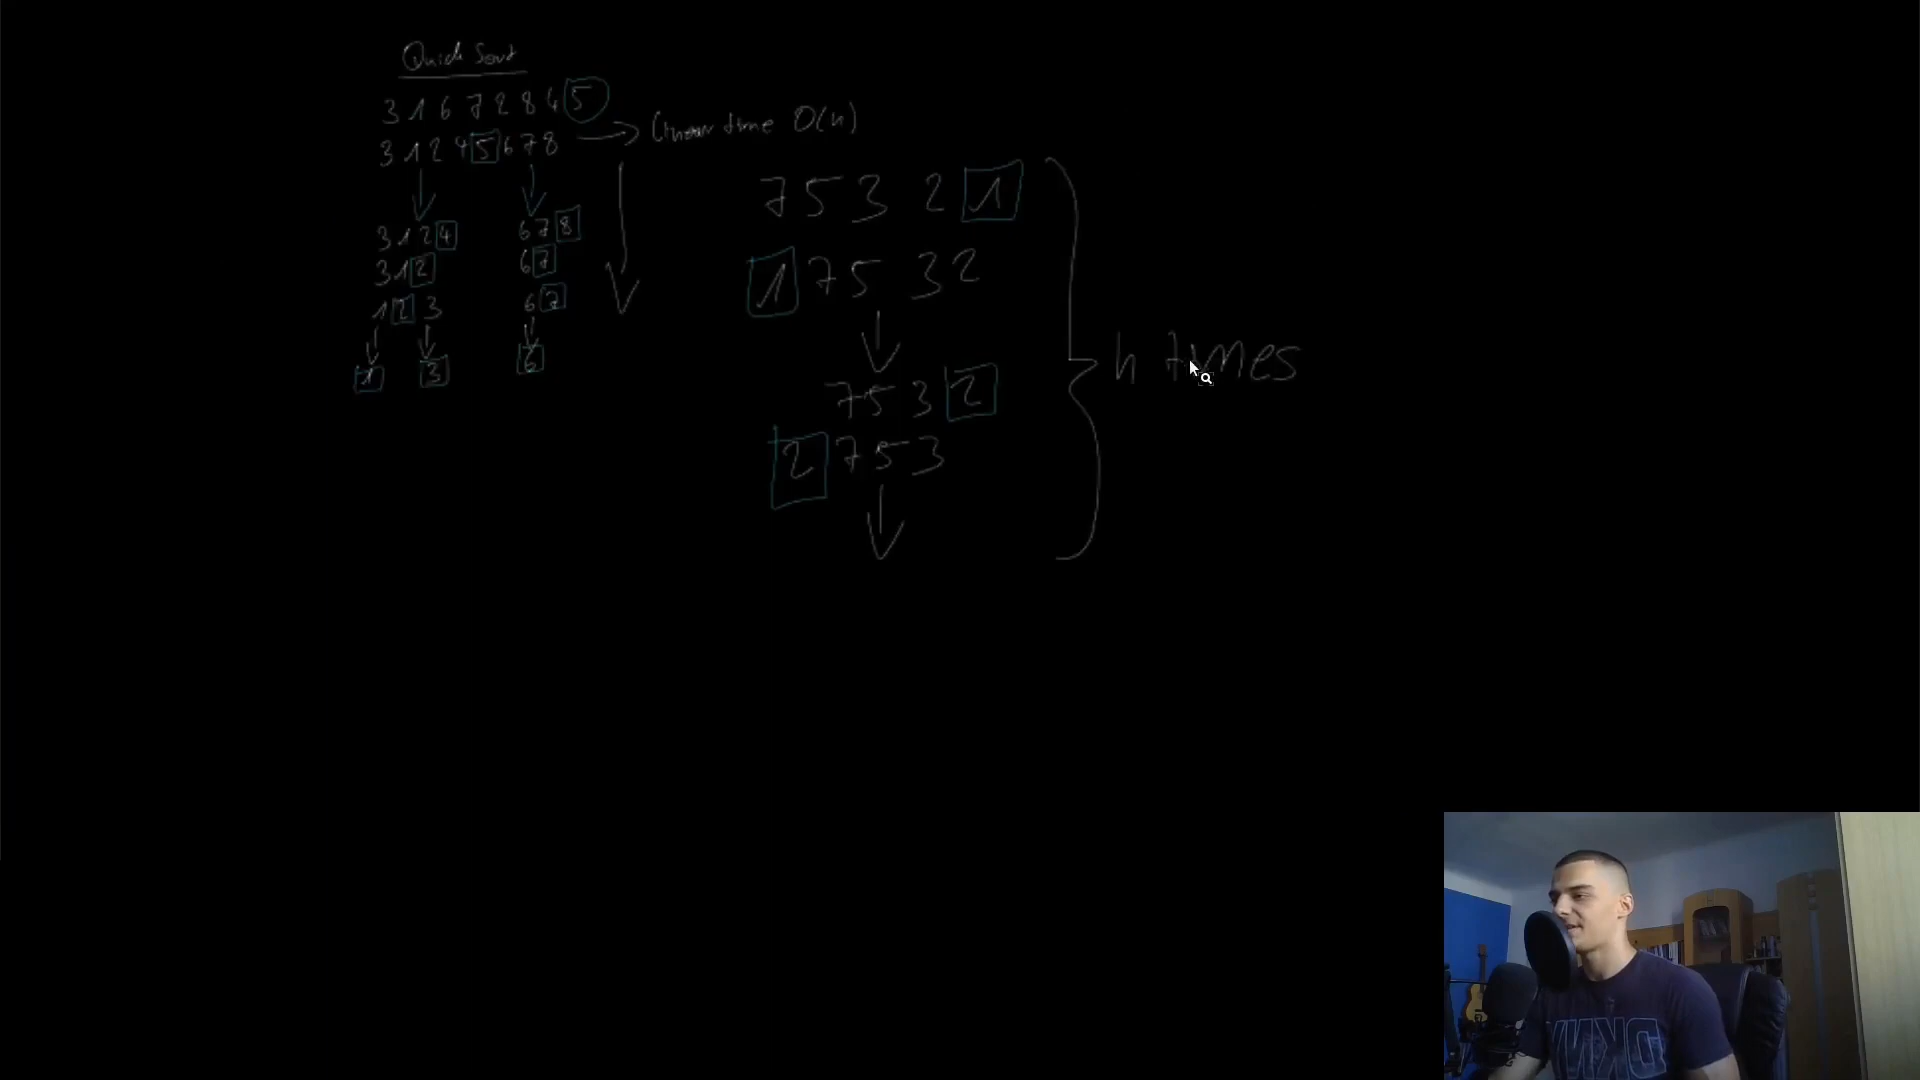 Quick Sort
3 1 6 7 2 8 4 5
3 1 2 4 5 6 7 8
Linear time O(n)
3 1 2 4
6 7 8
3 1 2
6 7
1 2 3
6 7
1
3
6
7 5 3 2 1
1 7 5 3 2
7 5 3 2
2 7 5 3
n times
DKNY